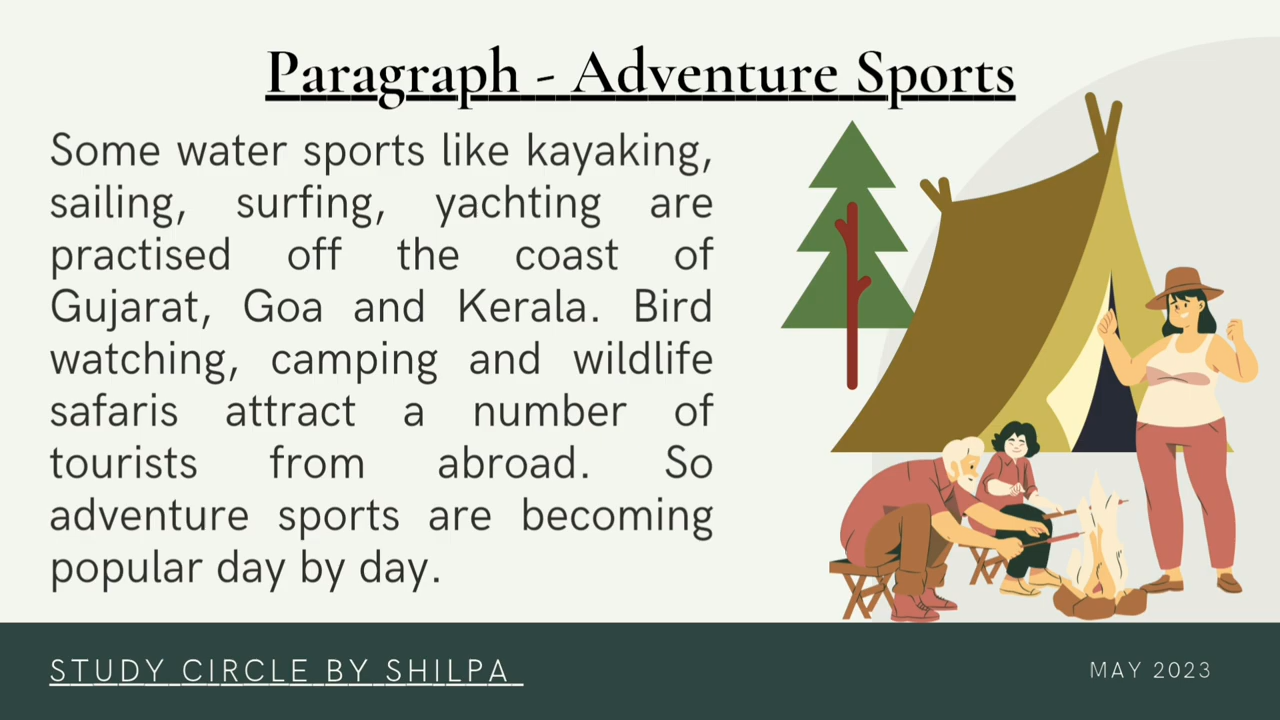 Paragraph - Adventure Sports
Some water sports like kayaking,
sailing, surfing, yachting are
practised off the coast of
Gujarat, Goa and Kerala. Bird
watching, camping and wildlife
safaris attract a number of
tourists from abroad. So
adventure sports are becoming
popular day by day.
STUDY CIRCLE BY SHILPA
MAY 2023